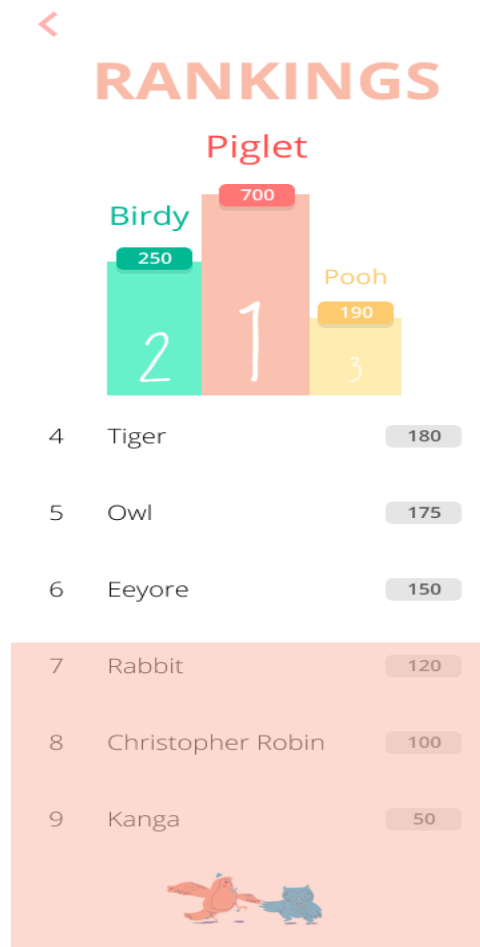 RANKINGS
Piglet
700
Birdy
250
Pooh
190
2
1
3
4 Tiger 180
5 Owl 175
6 Eeyore 150
7 Rabbit 120
8 Christopher Robin 100
9 Kanga 50